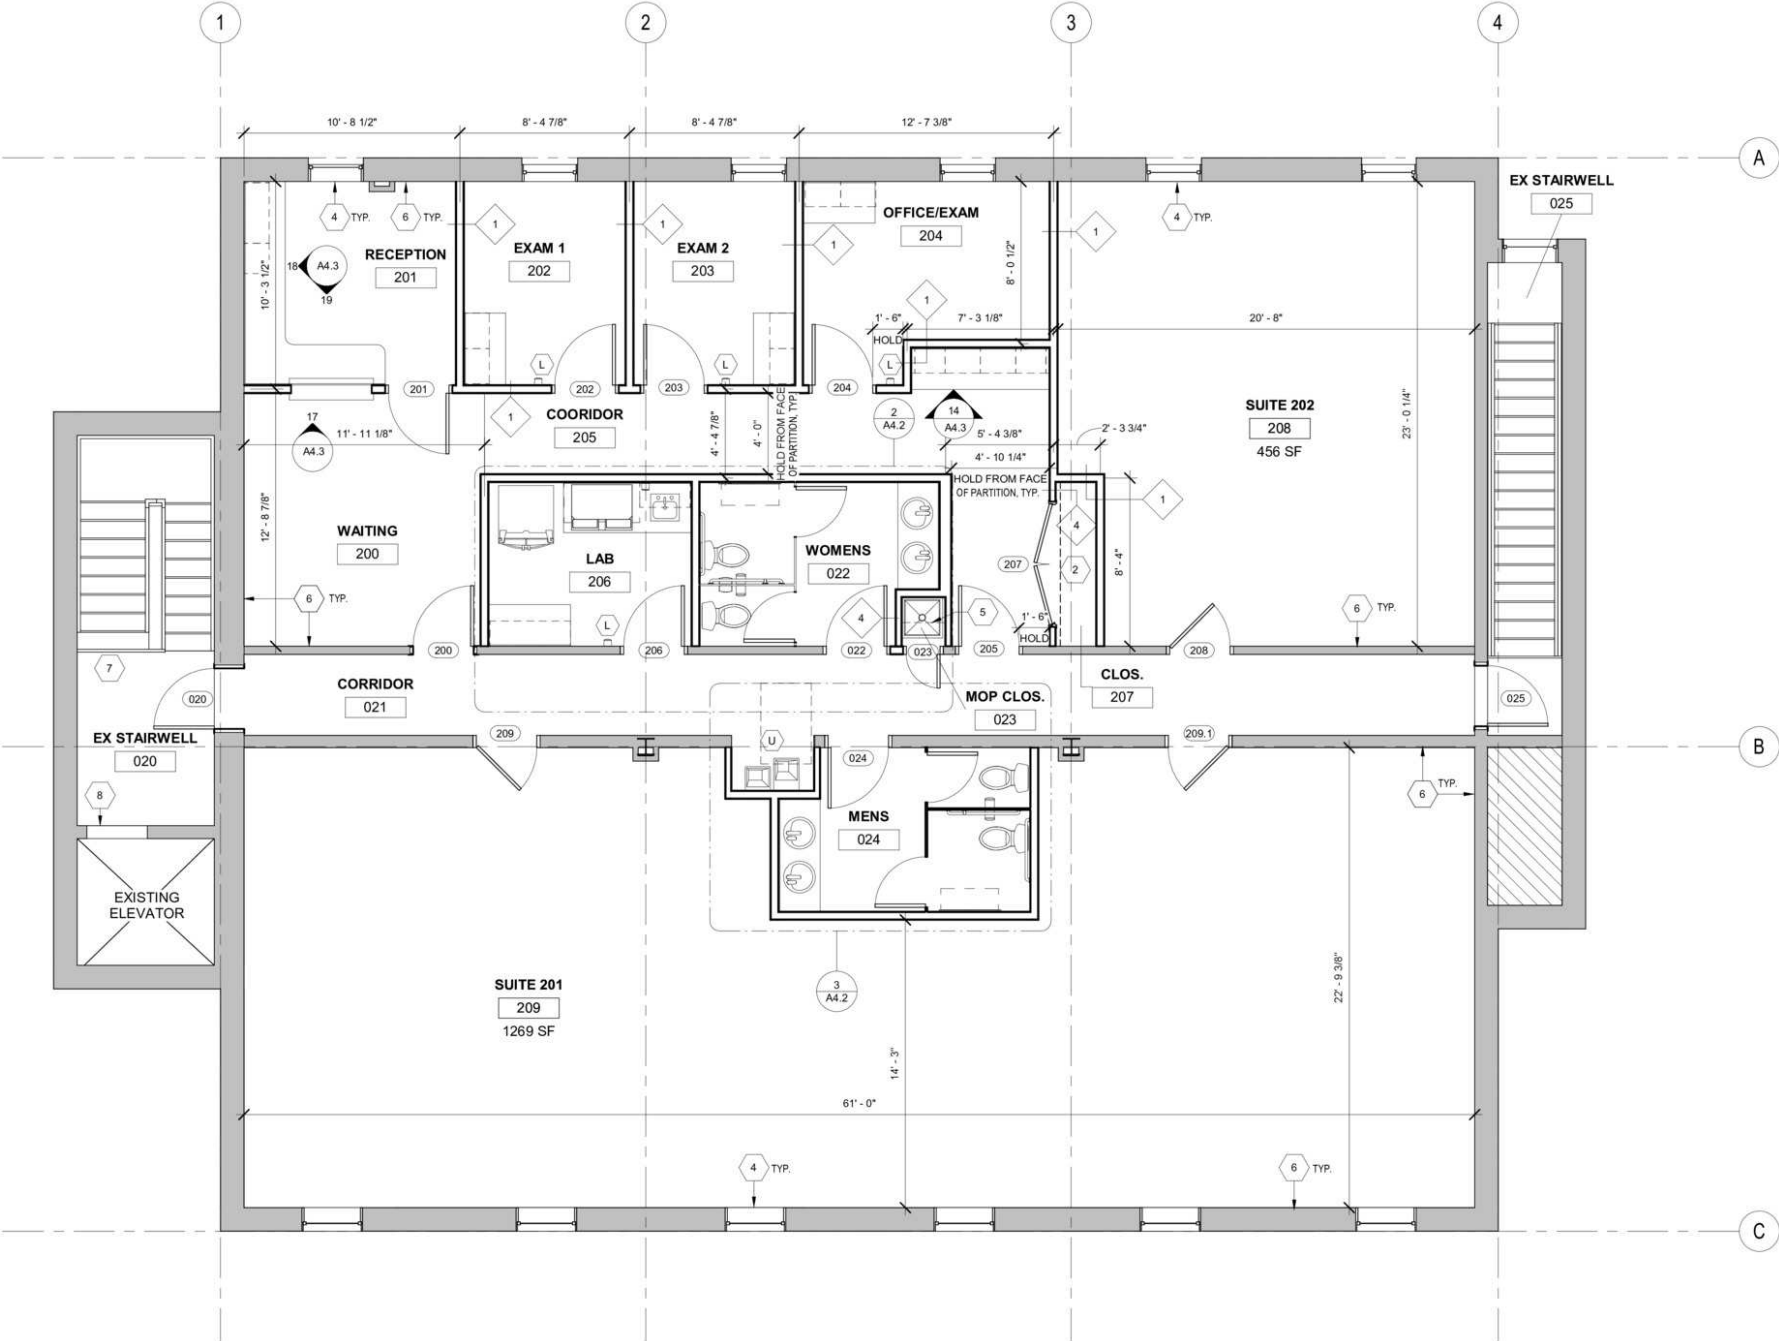 1
2
3
4
10' - 8 1/2"
8' - 4 7/8"
8' - 4 7/8"
12' - 7 3/8"
A
EX STAIRWELL
025
4 TYP.
6 TYP.
4 TYP.
RECEPTION
201
18
A4.3
19
10' - 3 1/2"
1
EXAM 1
202
1
EXAM 2
203
1
OFFICE/EXAM
204
1
8' - 0 1/2"
1
1' - 6"
HOLD
7' - 3 1/8"
20' - 8"
L
L
L
201
202
203
204
17
A4.3
11' - 11 1/8"
1
COORIDOR
205
4' - 4 7/8"
4' - 0"
HOLD FROM FACE
OF PARTITION, TYP.
2
A4.2
14
A4.3
5' - 4 3/8"
2' - 3 3/4"
4' - 10 1/4"
HOLD FROM FACE
OF PARTITION, TYP.
SUITE 202
208
456 SF
23' - 0 1/4"
1
4
12' - 8 7/8"
WAITING
200
LAB
206
WOMENS
022
207
2
8' - 4"
6 TYP.
L
4
5
1' - 6"
HOLD
6 TYP.
200
206
022
023
205
208
7
020
CORRIDOR
021
MOP CLOS.
023
CLOS.
207
025
EX STAIRWELL
020
209
U
024
209.1
B
8
MENS
024
6
TYP.
EXISTING
ELEVATOR
SUITE 201
209
1269 SF
3
A4.2
22' - 9 3/8"
14' - 3"
61' - 0"
4 TYP.
6 TYP.
C